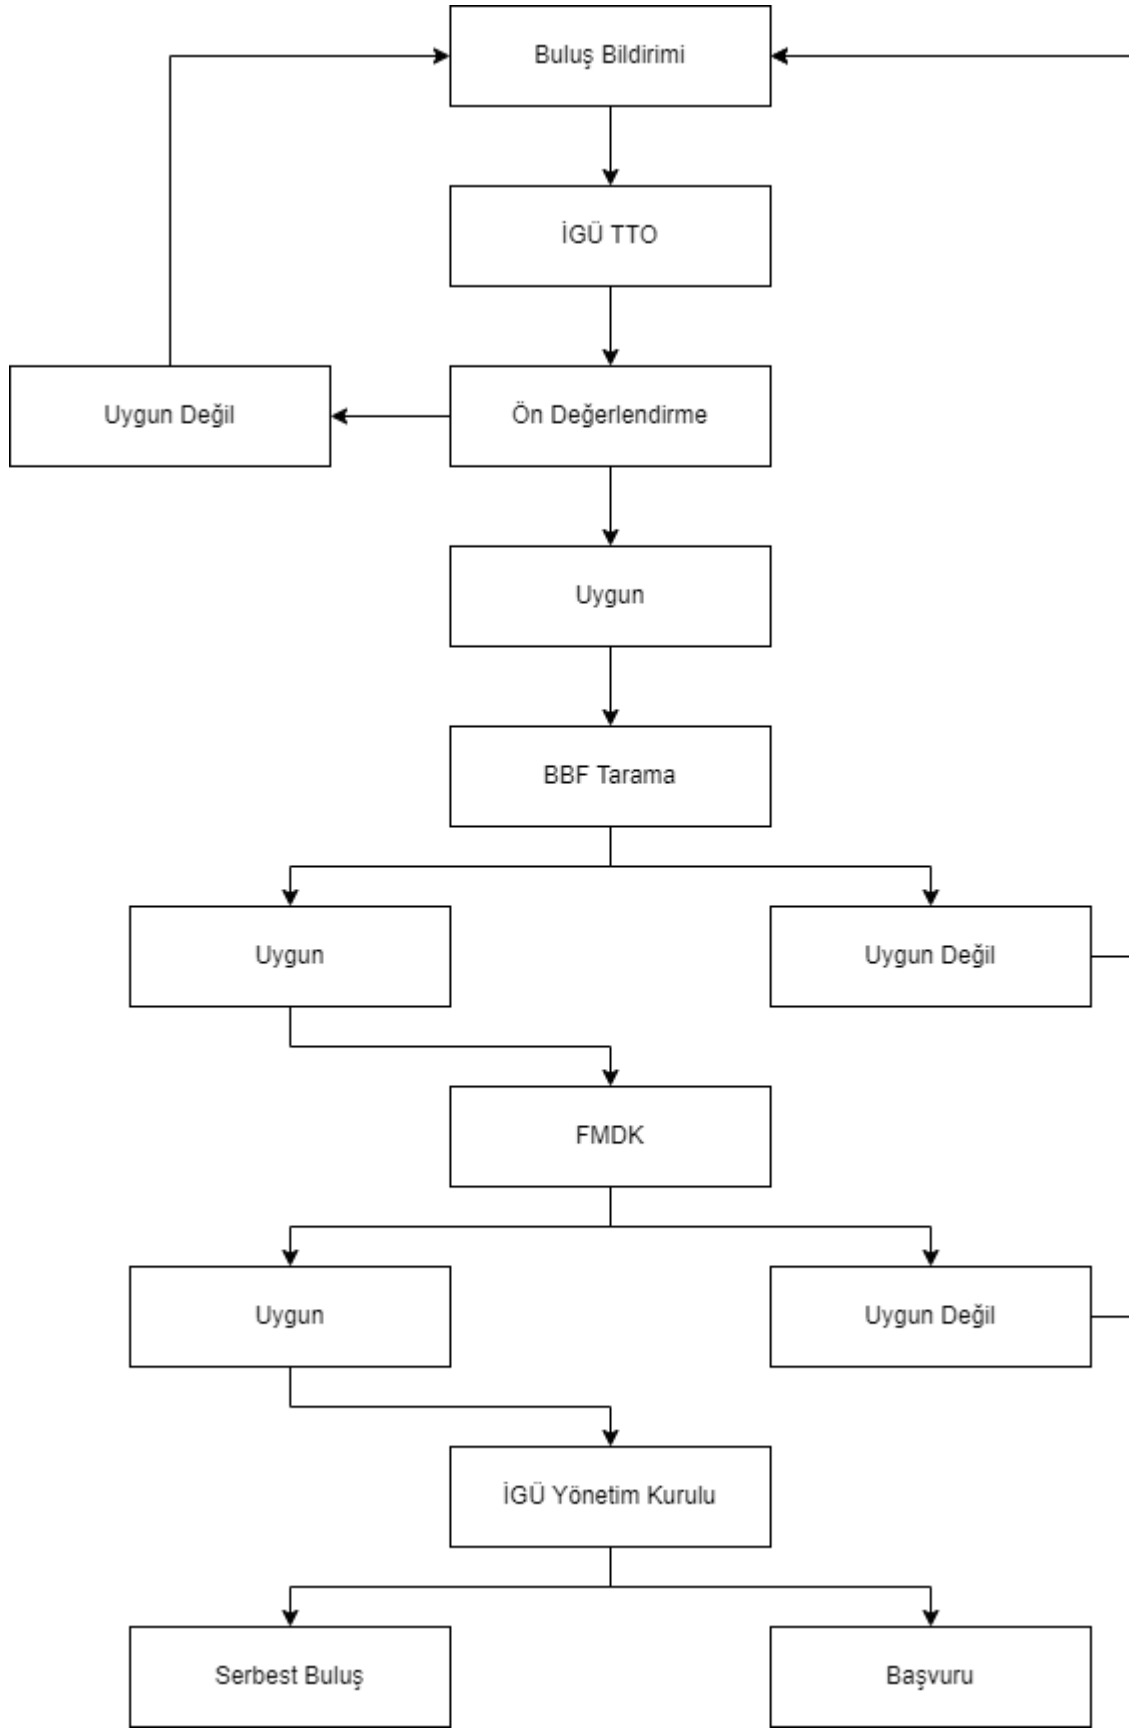 Buluş Bildirimi
İGÜ TTO
Uygun Değil
Ön Değerlendirme
Uygun
BBF Tarama
Uygun
Uygun Değil
FMDK
Uygun
Uygun Değil
İGÜ Yönetim Kurulu
Serbest Buluş
Başvuru